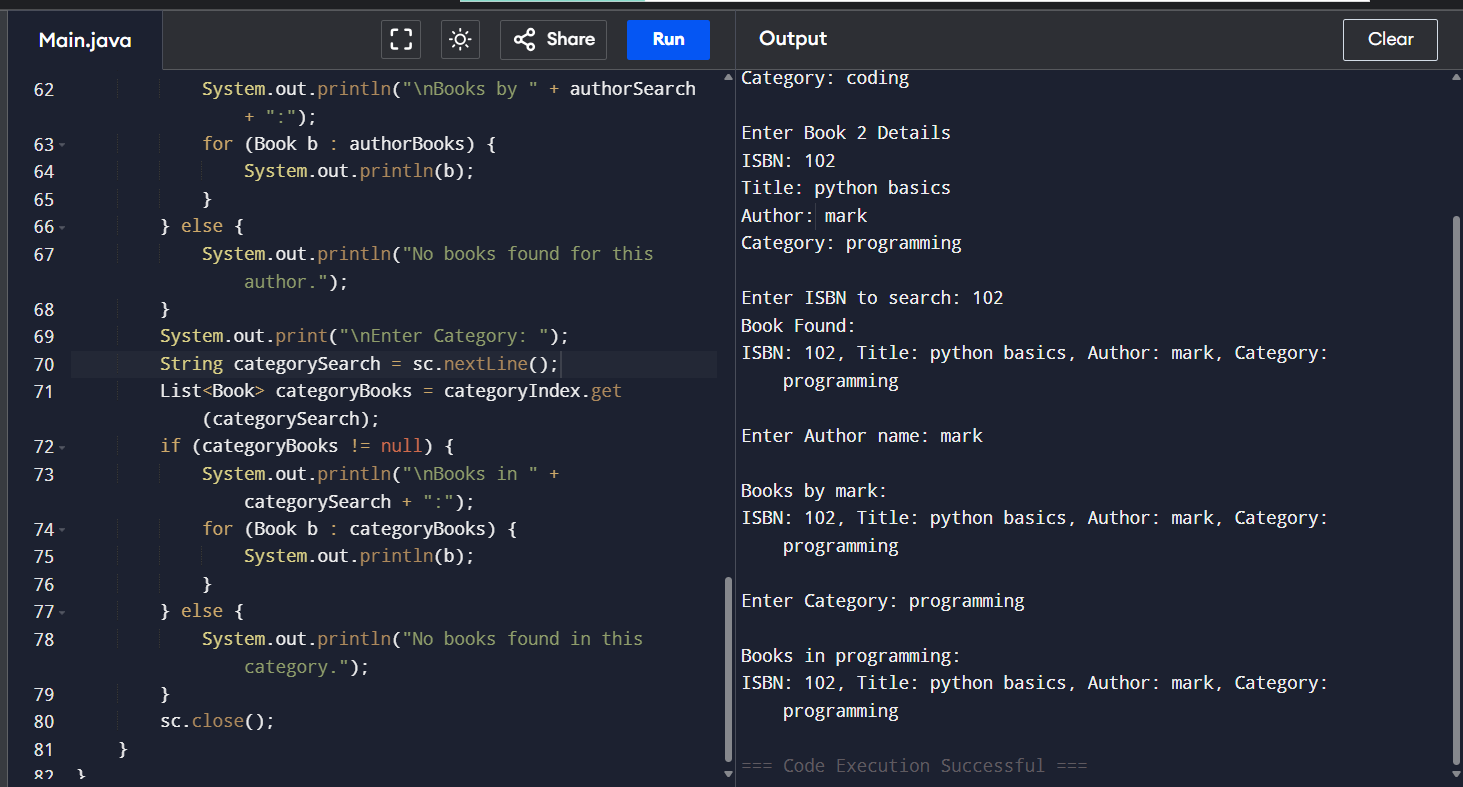 Main.java
Share
Run
62 System.out.println("\nBooks by " + authorSearch
+ ":");
63 for (Book b : authorBooks) {
64 System.out.println(b);
65 }
66 } else {
67 System.out.println("No books found for this
author.");
68 }
69 System.out.print("\nEnter Category: ");
70 String categorySearch = sc.nextLine();
71 List<Book> categoryBooks = categoryIndex.get
(categorySearch);
72 if (categoryBooks != null) {
73 System.out.println("\nBooks in " +
categorySearch + ":");
74 for (Book b : categoryBooks) {
75 System.out.println(b);
76 }
77 } else {
78 System.out.println("No books found in this
category.");
79 }
80 sc.close();
81 }
82 }
Output
Clear
Category: coding
Enter Book 2 Details
ISBN: 102
Title: python basics
Author: mark
Category: programming
Enter ISBN to search: 102
Book Found:
ISBN: 102, Title: python basics, Author: mark, Category:
programming
Enter Author name: mark
Books by mark:
ISBN: 102, Title: python basics, Author: mark, Category:
programming
Enter Category: programming
Books in programming:
ISBN: 102, Title: python basics, Author: mark, Category:
programming
=== Code Execution Successful ===